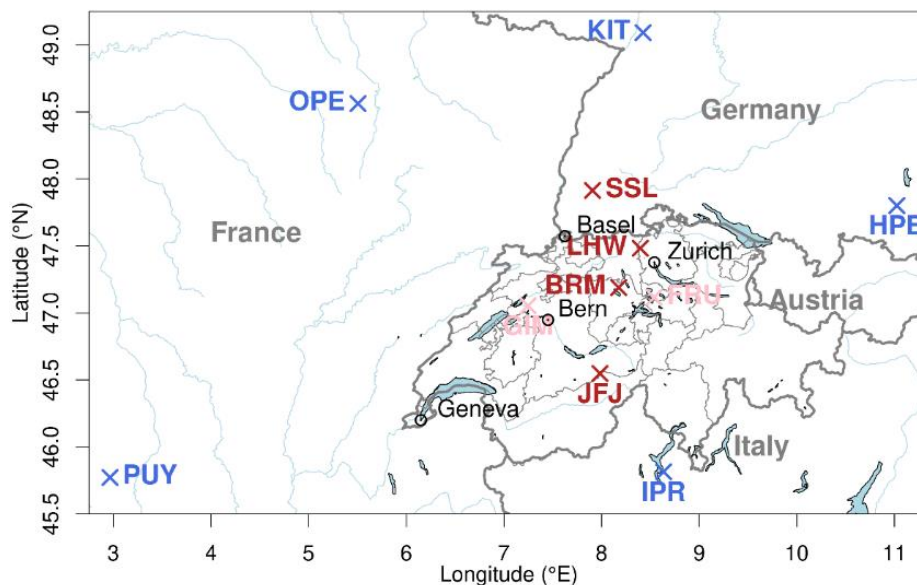 KIT
49.0
OPE
48.5
Germany
48.0
SSL
HPB
France
Basel
47.5
LHW
Zurich
BRM
FRU
Austria
47.0
Bern
GIM
Latitude (°N)
46.5
JFJ
Geneva
46.0
Italy
PUY
IPR
45.5
3 4 5 6 7 8 9 10 11
Longitude (°E)